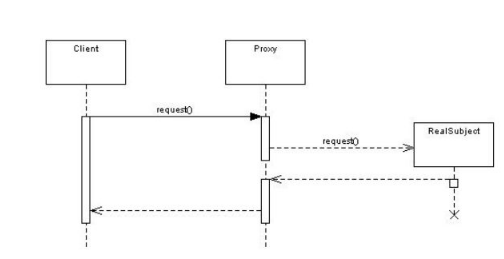 Client
Proxy
request()
request()
RealSubject